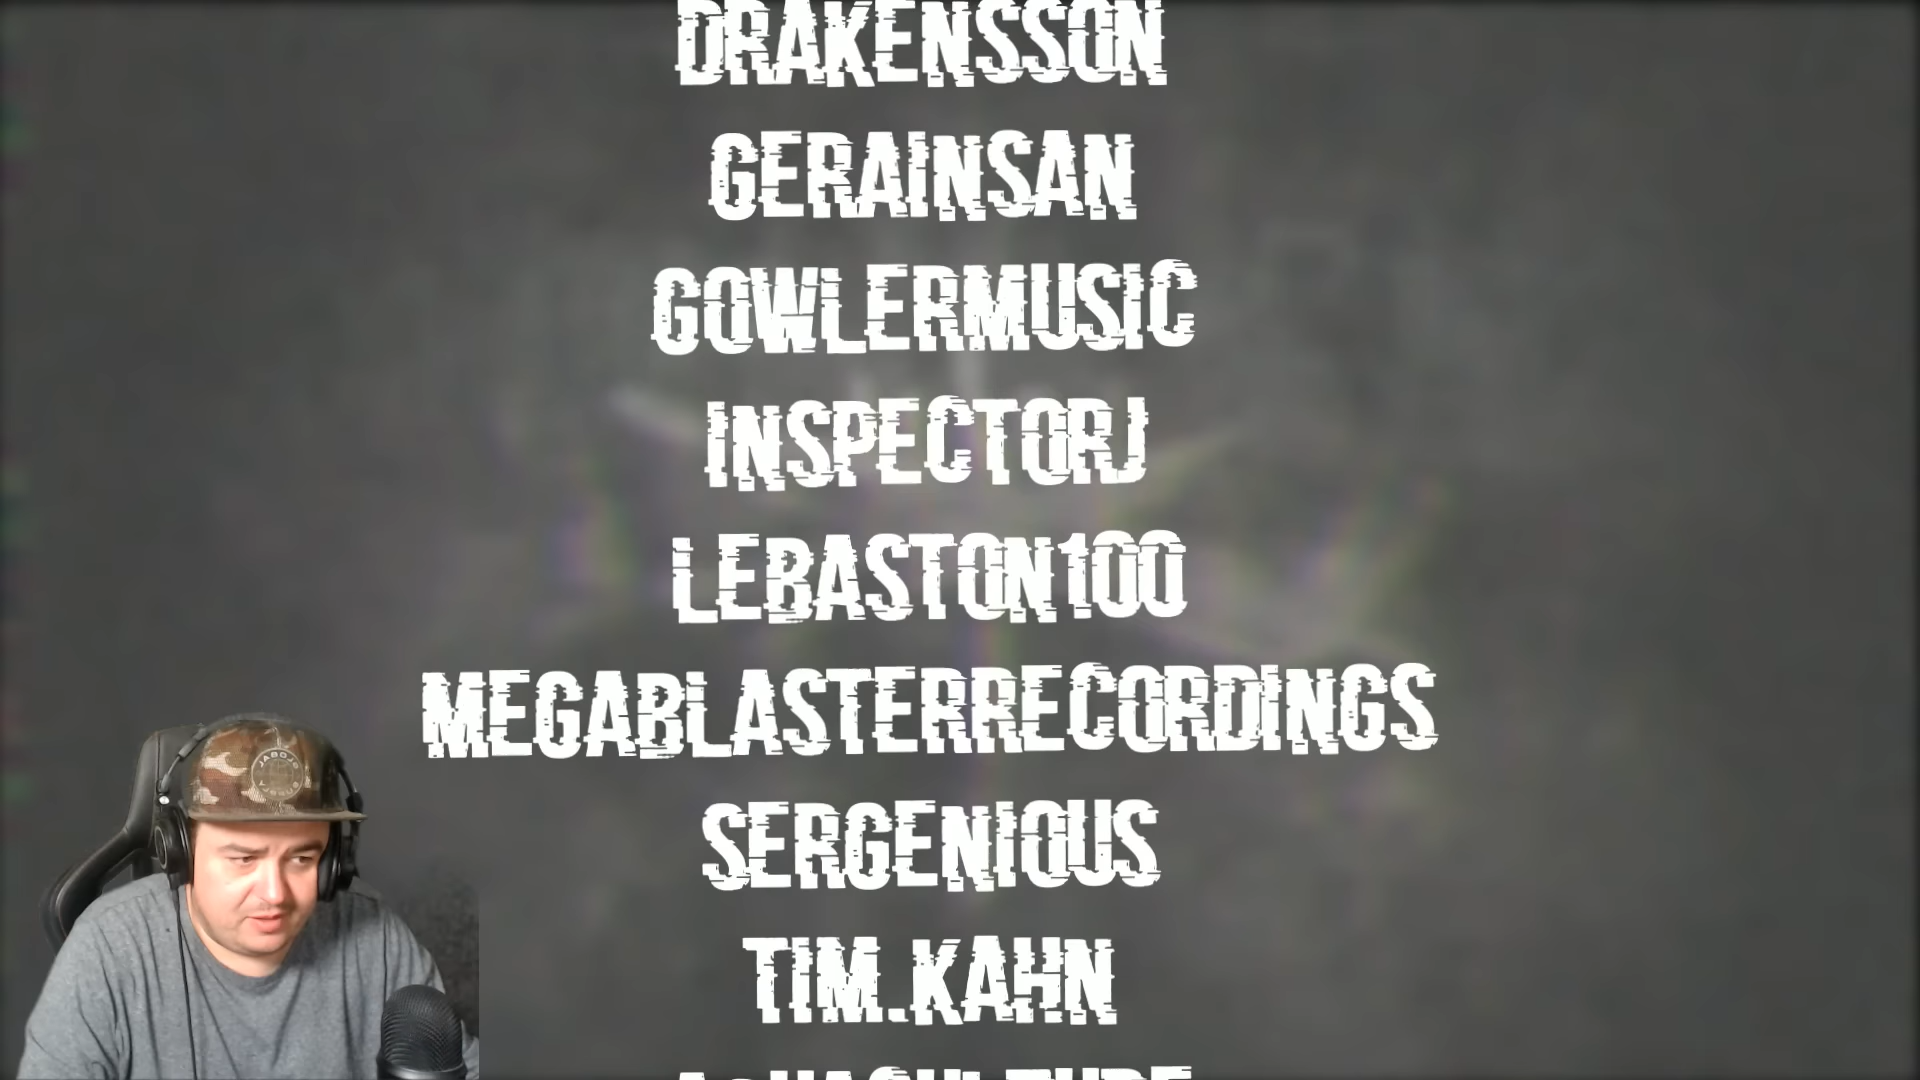 DRAKENSSON
GERAINSAN
GOWLERMUSIC
INSPECTORJ
LEBASTON100
MEGABLASTERRECORDINGS
SERGENIOUS
TIM.KAHN